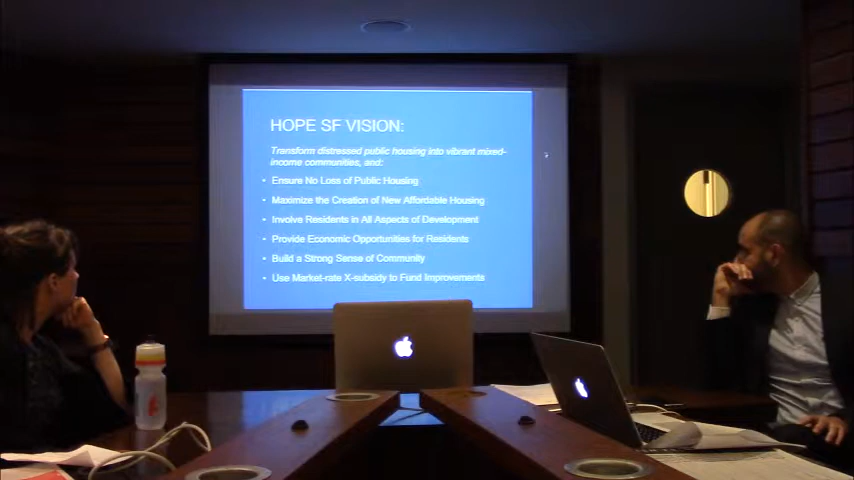 HOPE SF VISION:
Transform distressed public housing into vibrant mixed-
income communities, and:
• Ensure No Loss of Public Housing
• Maximize the Creation of New Affordable Housing
• Involve Residents in All Aspects of Development
• Provide Economic Opportunities for Residents
• Build a Strong Sense of Community
• Use Market-rate X-subsidy to Fund Improvements